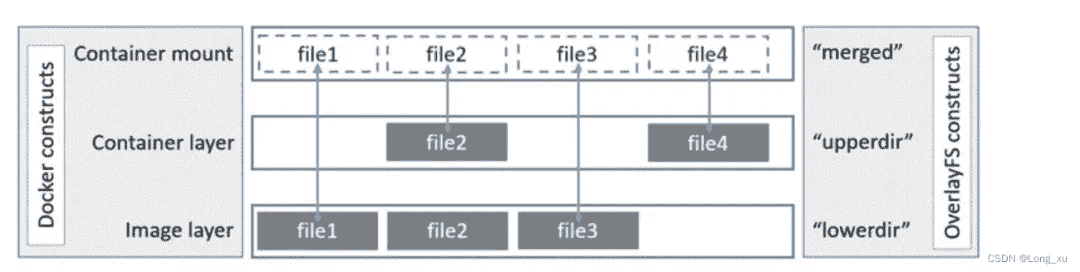 Docker constructs
Container mount
file1 file2 file3 file4
“merged”
Container layer
file2 file4
“upperdir”
Image layer
file1 file2 file3
“lowerdir”
OverlayFS constructs
CSDN @Long_xu